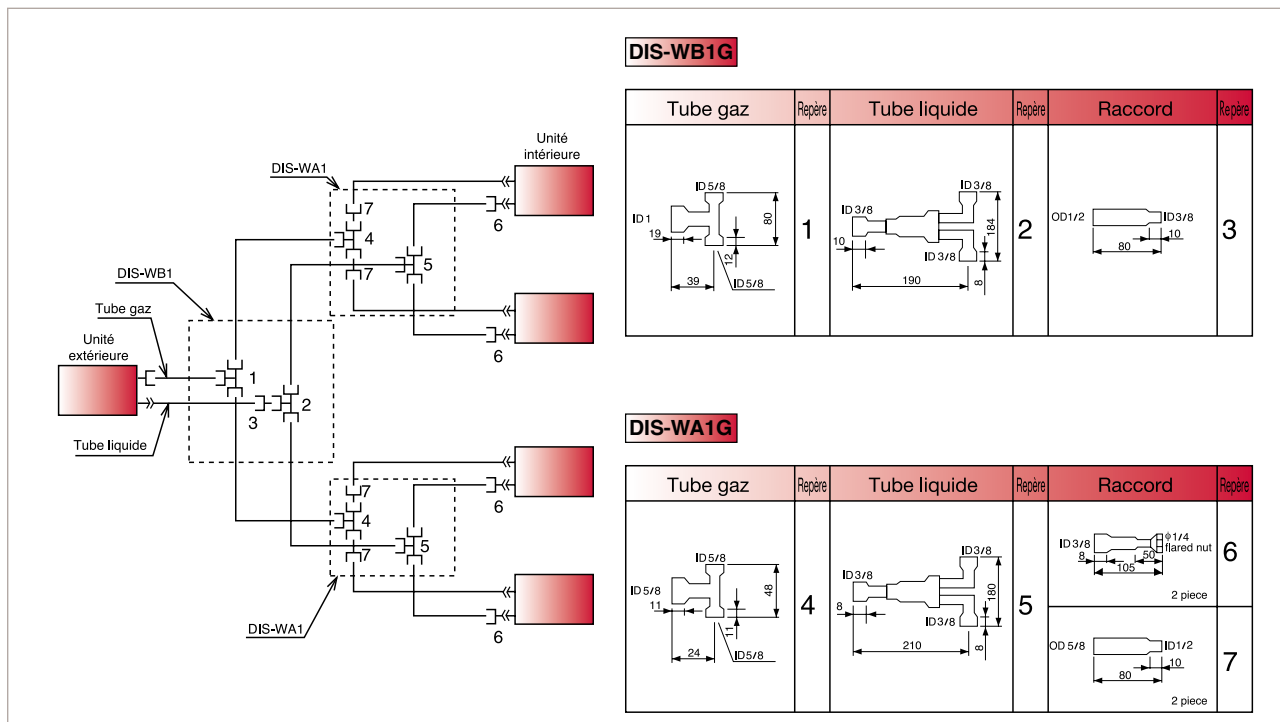 Unité
intérieure
DIS-WA1
7
4
7
5
6
6
DIS-WB1
Tube gaz
Unité
extérieure
1
3
2
Tube liquide
7
4
7
5
6
6
DIS-WA1
DIS-WB1G
Tube gaz Repère Tube liquide Repère Raccord Repère
ID 5/8
ID 1
19
80
12
39
ID 5/8
1
ID 3/8
ID 3/8
10
184
ID 3/8
8
190
2
OD 1/2
ID 3/8
10
80
3
DIS-WA1G
Tube gaz Repère Tube liquide Repère Raccord Repère
ID 5/8
ID 5/8
11
48
11
24
ID 5/8
4
ID 3/8
ID 3/8
8
180
ID 3/8
8
210
5
ID 3/8
ϕ 1/4
flared nut
8
50
105
2 piece
6
OD 5/8
ID 1/2
10
80
2 piece
7